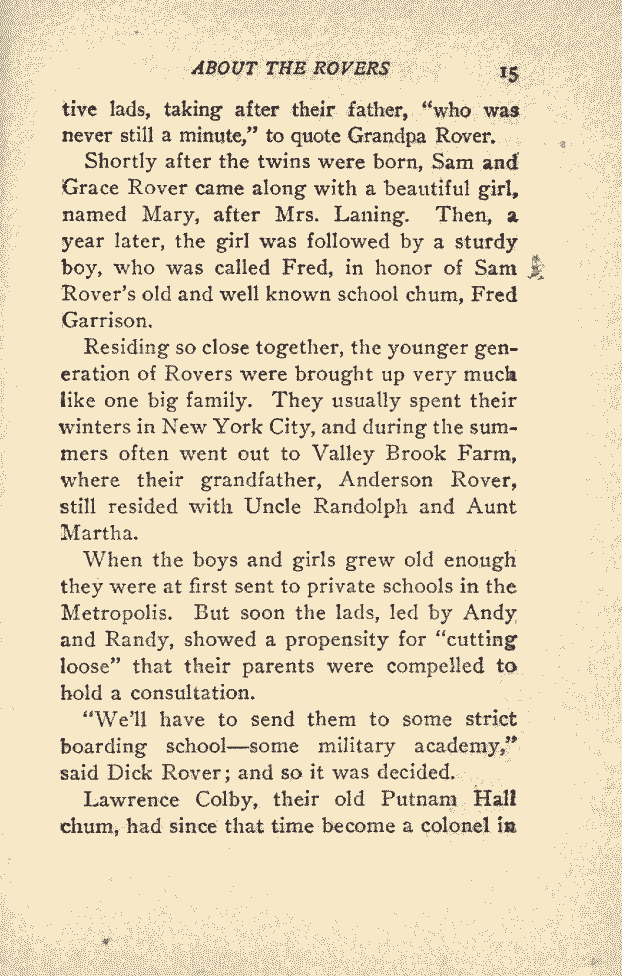 ABOUT THE ROVERS 15
tive lads, taking after their father, “who was
never still a minute,” to quote Grandpa Rover.
Shortly after the twins were born, Sam and
Grace Rover came along with a beautiful girl,
named Mary, after Mrs. Laning. Then, a
year later, the girl was followed by a sturdy
boy, who was called Fred, in honor of Sam
Rover’s old and well known school chum, Fred
Garrison.
Residing so close together, the younger gen-
eration of Rovers were brought up very much
like one big family. They usually spent their
winters in New York City, and during the sum-
mers often went out to Valley Brook Farm,
where their grandfather, Anderson Rover,
still resided with Uncle Randolph and Aunt
Martha.
When the boys and girls grew old enough
they were at first sent to private schools in the
Metropolis. But soon the lads, led by Andy
and Randy, showed a propensity for “cutting
loose” that their parents were compelled to
hold a consultation.
“We’ll have to send them to some strict
boarding school—some military academy,”
said Dick Rover; and so it was decided.
Lawrence Colby, their old Putnam Hall
chum, had since that time become a colonel in